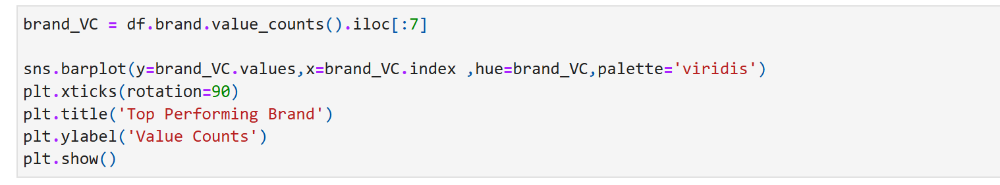 brand_VC = df.brand.value_counts().iloc[:7]
sns.barplot(y=brand_VC.values,x=brand_VC.index ,hue=brand_VC,palette='viridis')
plt.xticks(rotation=90)
plt.title('Top Performing Brand')
plt.ylabel('Value Counts')
plt.show()